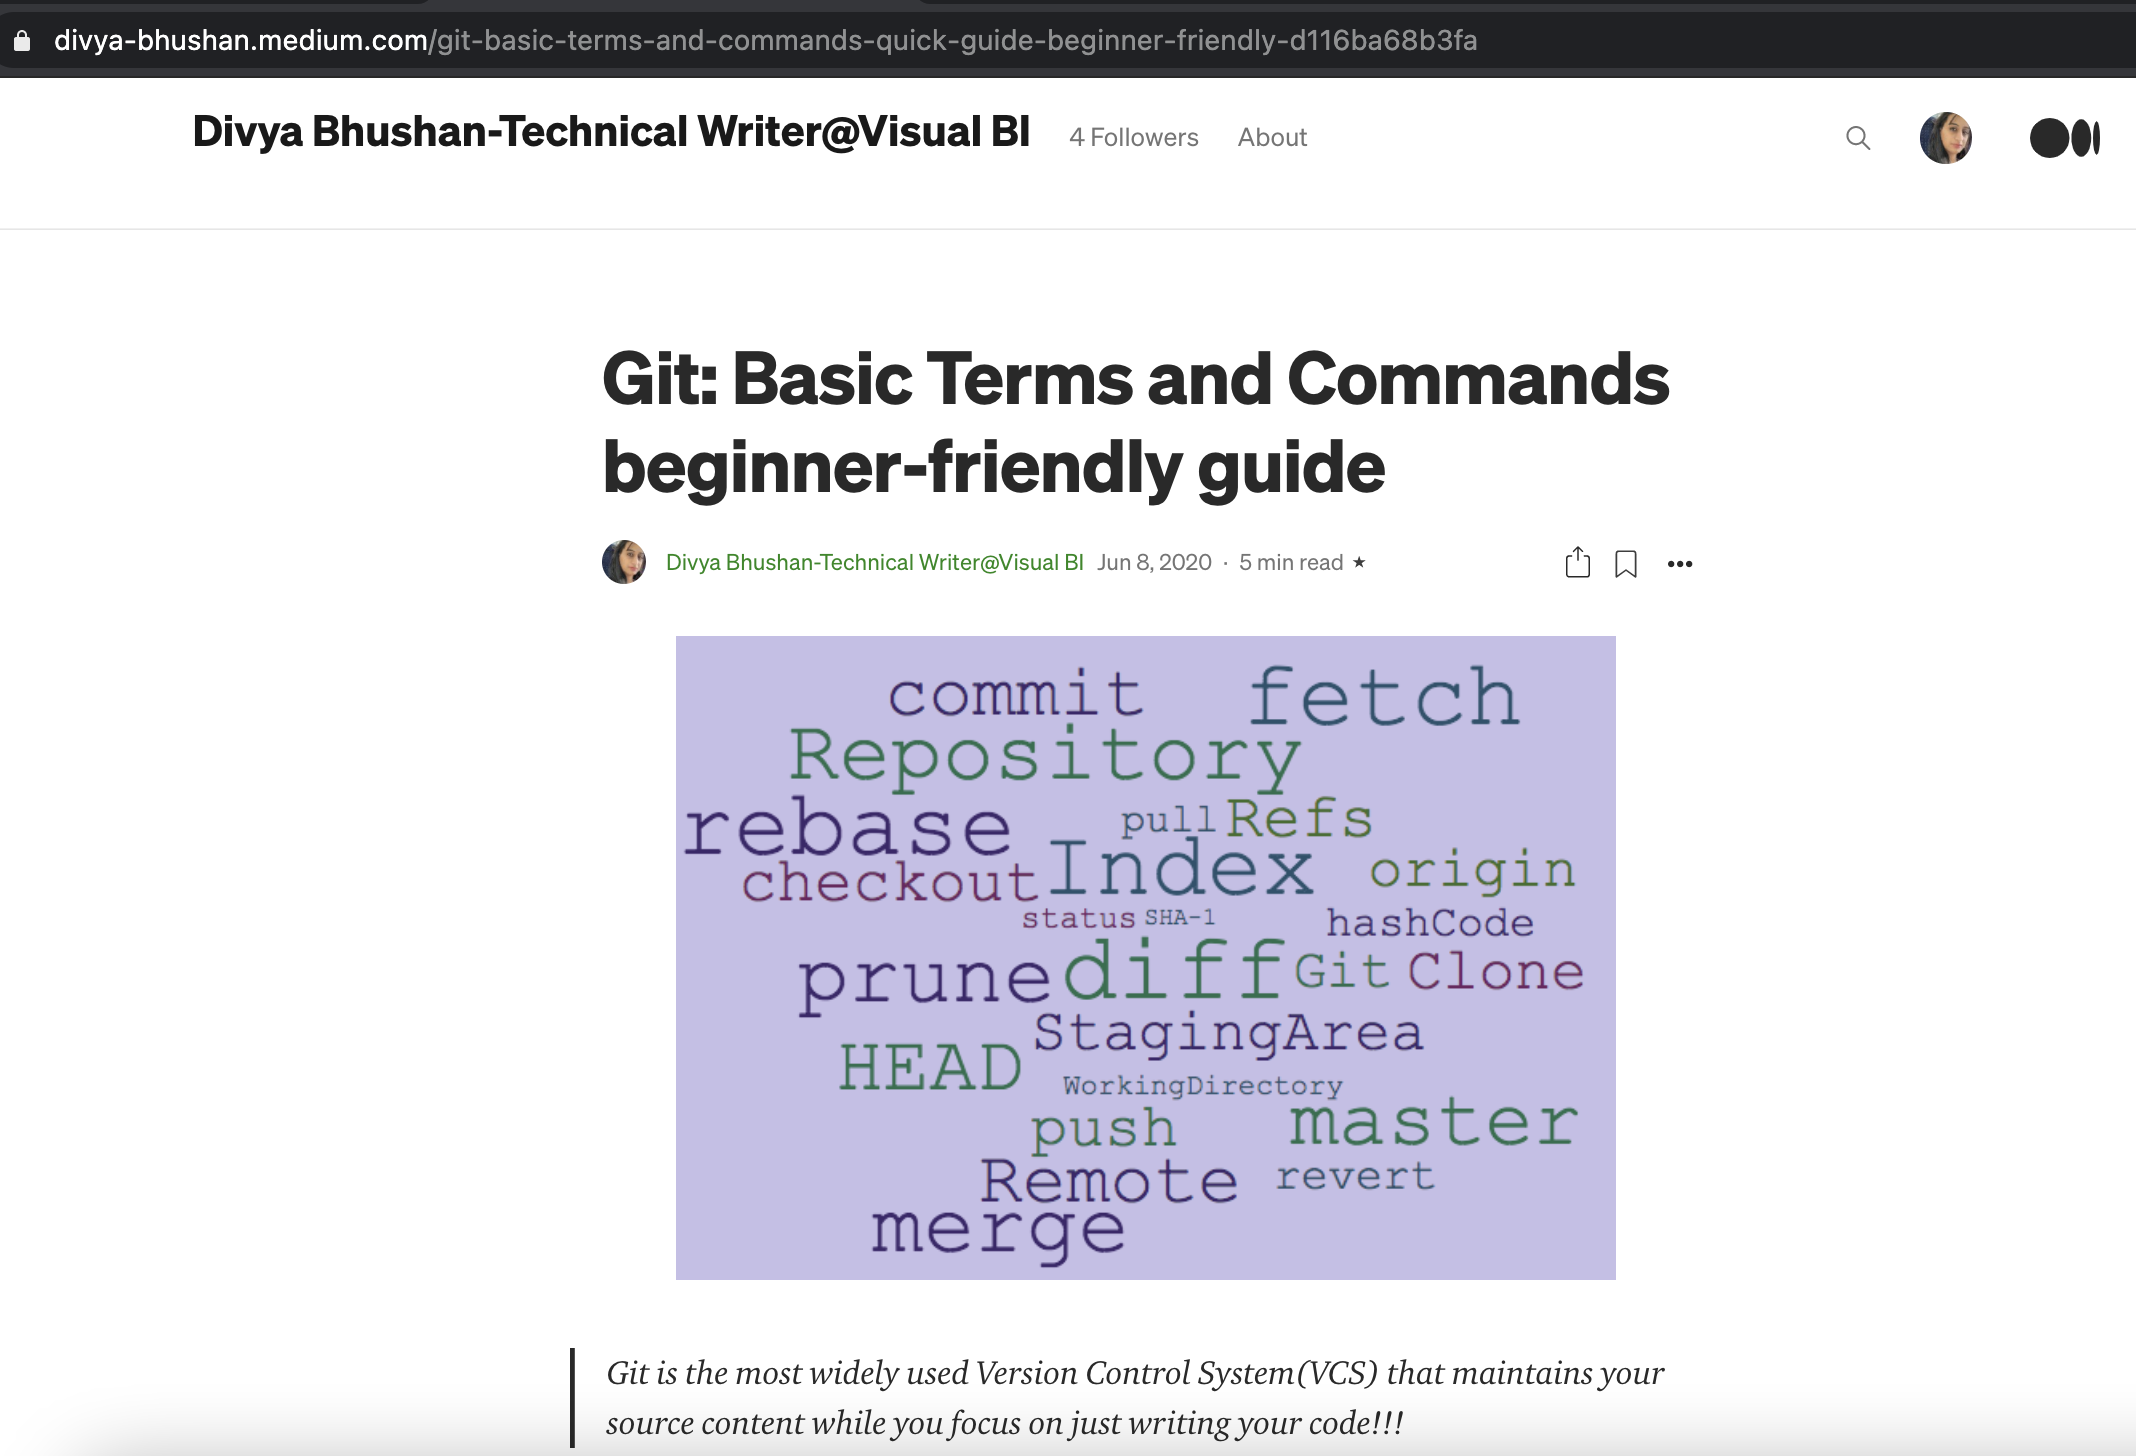 divya-bhushan.medium.com/git-basic-terms-and-commands-quick-guide-beginner-friendly-d116ba68b3fa
Divya Bhushan-Technical Writer@Visual BI 4 Followers About
Git: Basic Terms and Commands
beginner-friendly guide
Divya Bhushan-Technical Writer@Visual BI Jun 8, 2020 · 5 min read ★
commit fetch
Repository
rebase pull Refs
checkout Index origin
status SHA-1 hashCode
prune diff Git Clone
StagingArea
HEAD
WorkingDirectory
push master
Remote revert
merge
Git is the most widely used Version Control System(VCS) that maintains your
source content while you focus on just writing your code!!!